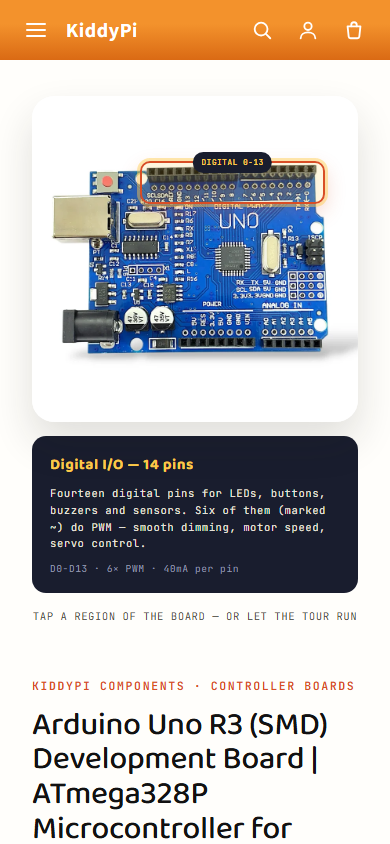 KiddyPi
DIGITAL 0-13
UNO
POWER
ANALOG IN
Digital I/O — 14 pins
Fourteen digital pins for LEDs, buttons,
buzzers and sensors. Six of them (marked
~) do PWM — smooth dimming, motor speed,
servo control.
D0-D13 · 6× PWM · 40mA per pin
TAP A REGION OF THE BOARD — OR LET THE TOUR RUN
KIDDYPI COMPONENTS · CONTROLLER BOARDS
Arduino Uno R3 (SMD)
Development Board |
ATmega328P
Microcontroller for